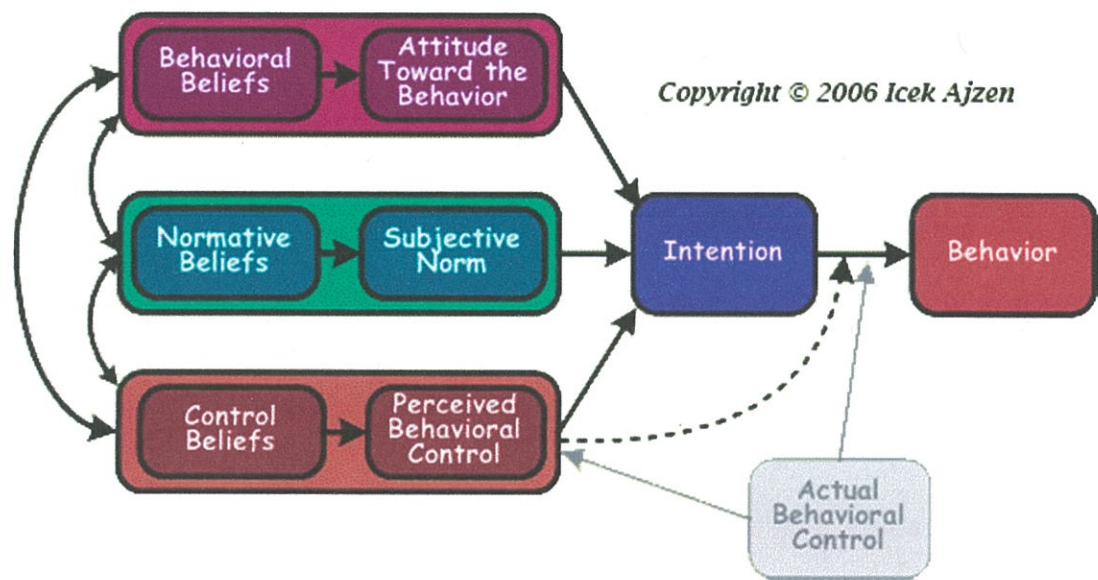 Behavioral
Beliefs
Attitude
Toward the
Behavior
Copyright © 2006 Icek Ajzen
Normative
Beliefs
Subjective
Norm
Intention
Behavior
Control
Beliefs
Perceived
Behavioral
Control
Actual
Behavioral
Control